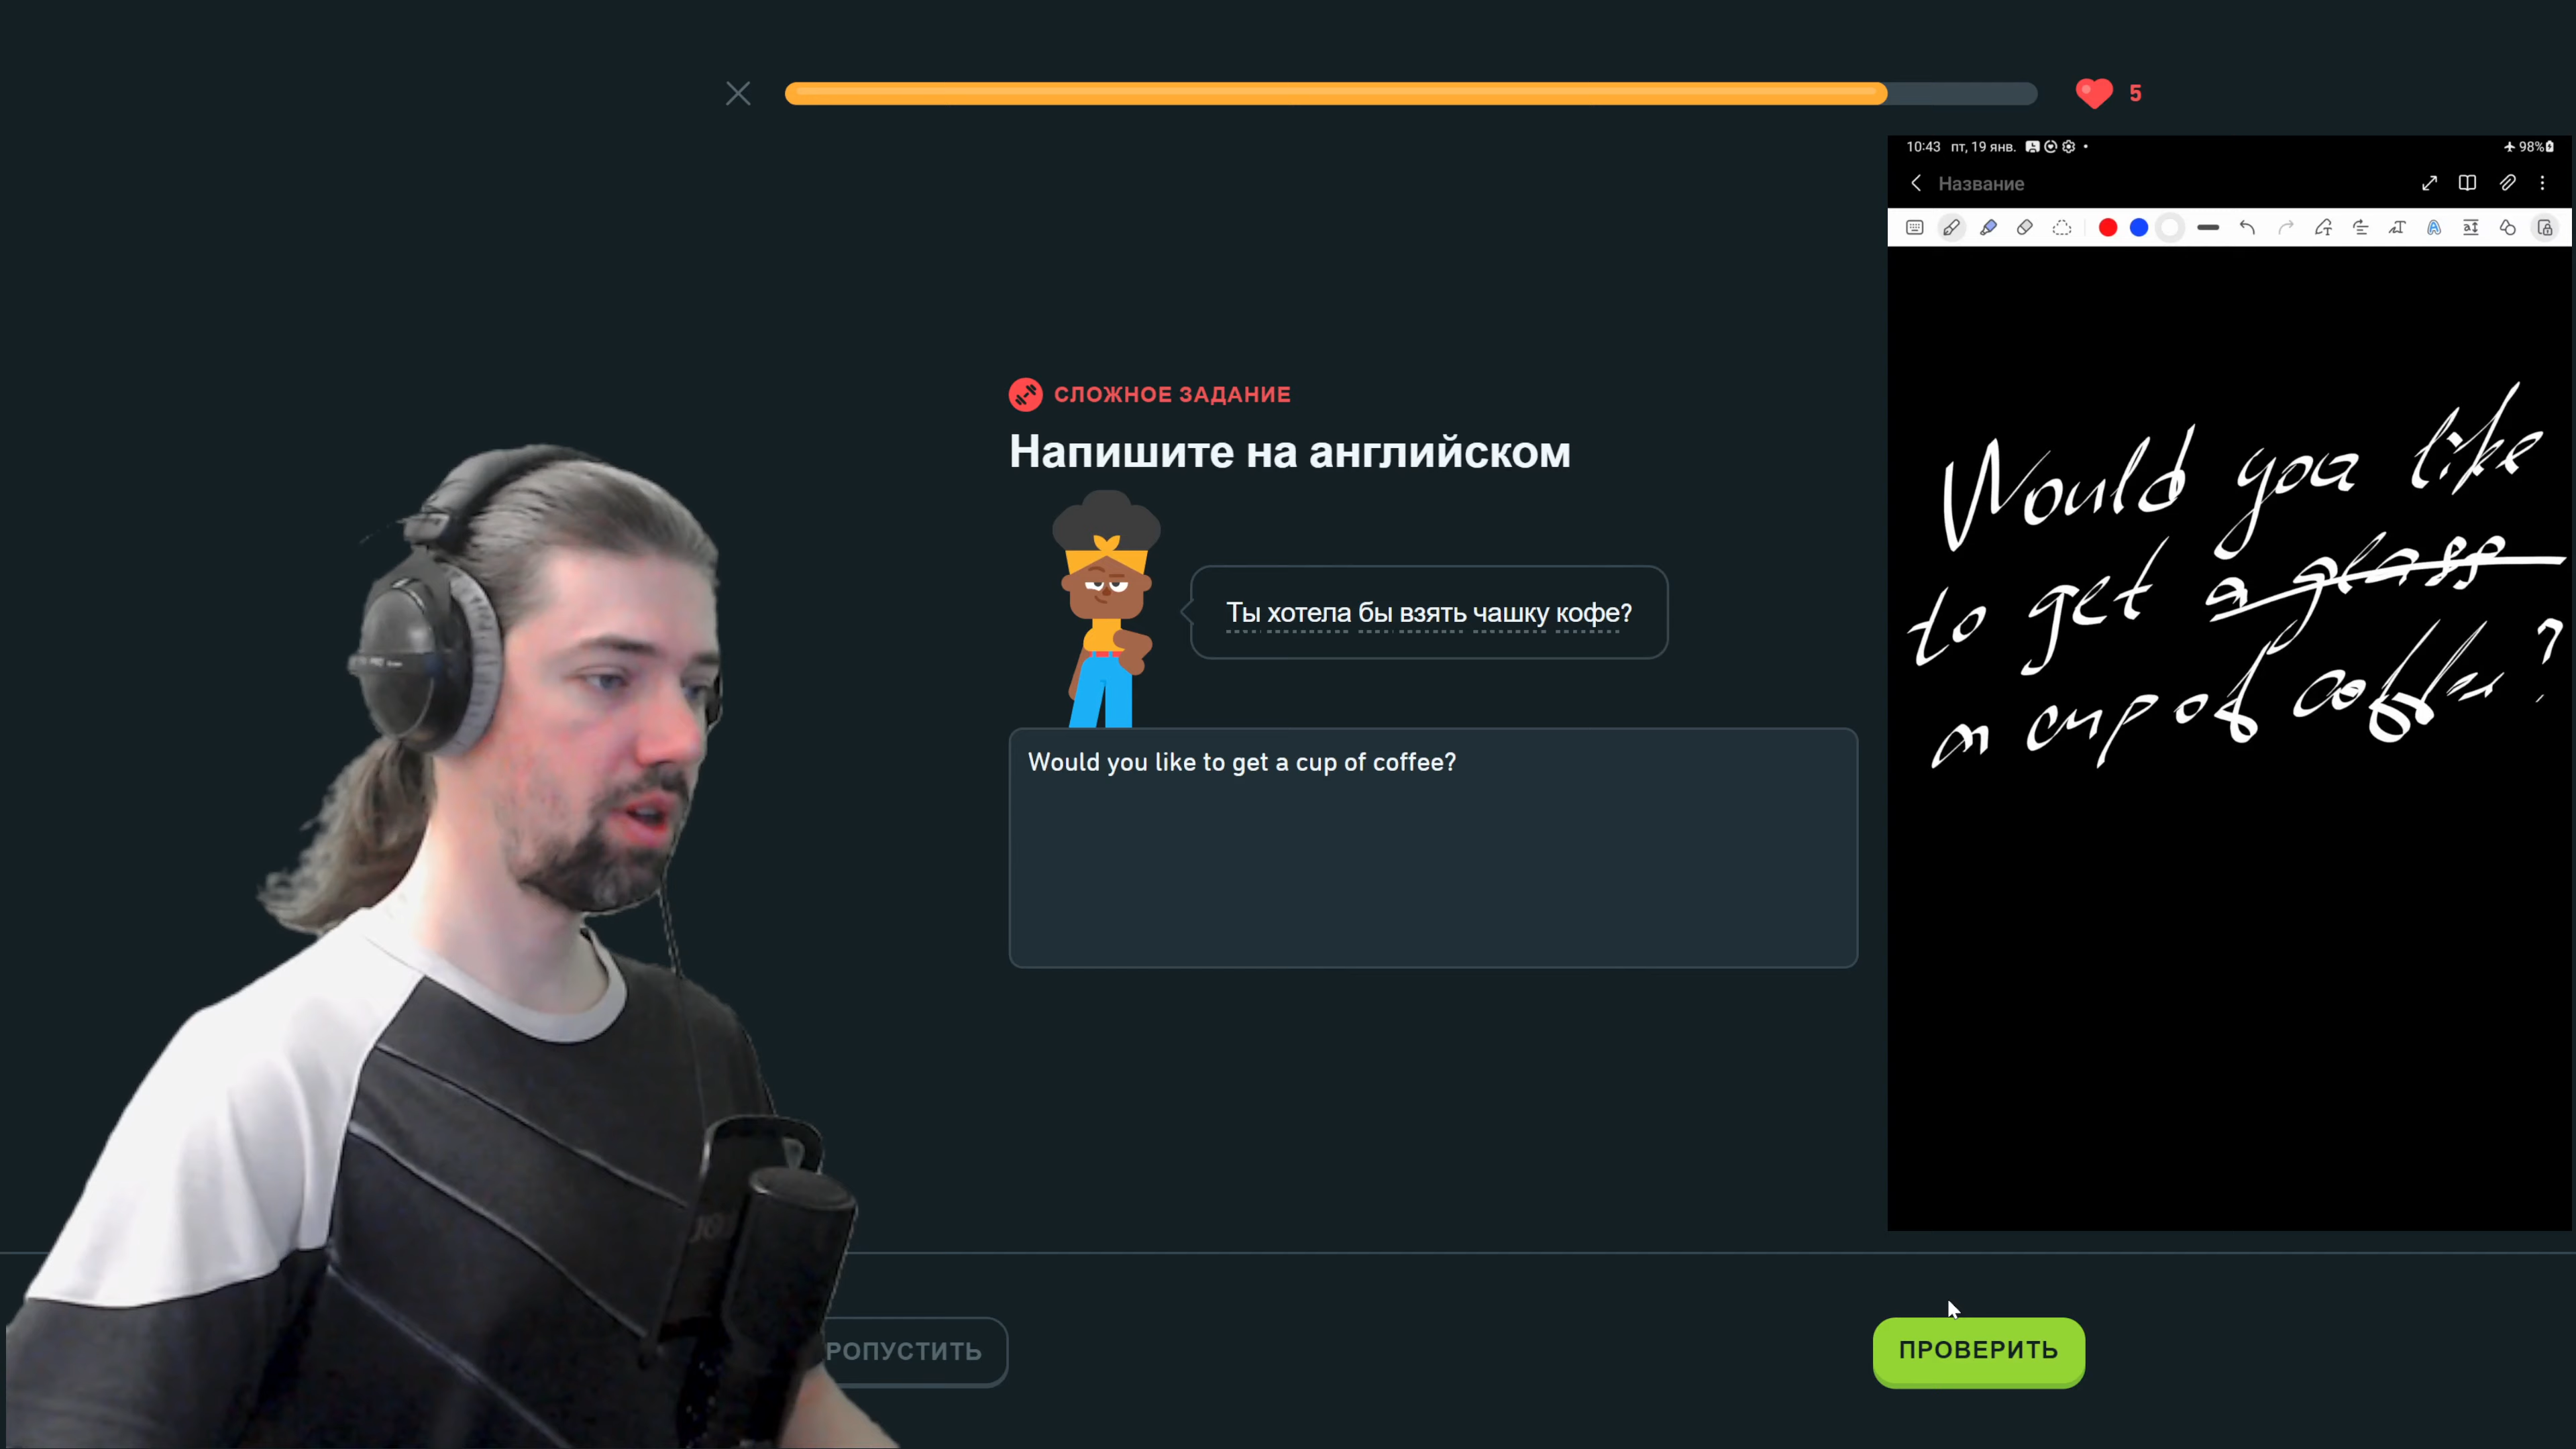 5
10:43 пт, 19 янв.
98%
Название
СЛОЖНОЕ ЗАДАНИЕ
Напишите на английском
Ты хотела бы взять чашку кофе?
Would you like to get a cup of coffee?
Would you like
to get a glass
a cup of coffee?
РОПУСТИТЬ
ПРОВЕРИТЬ